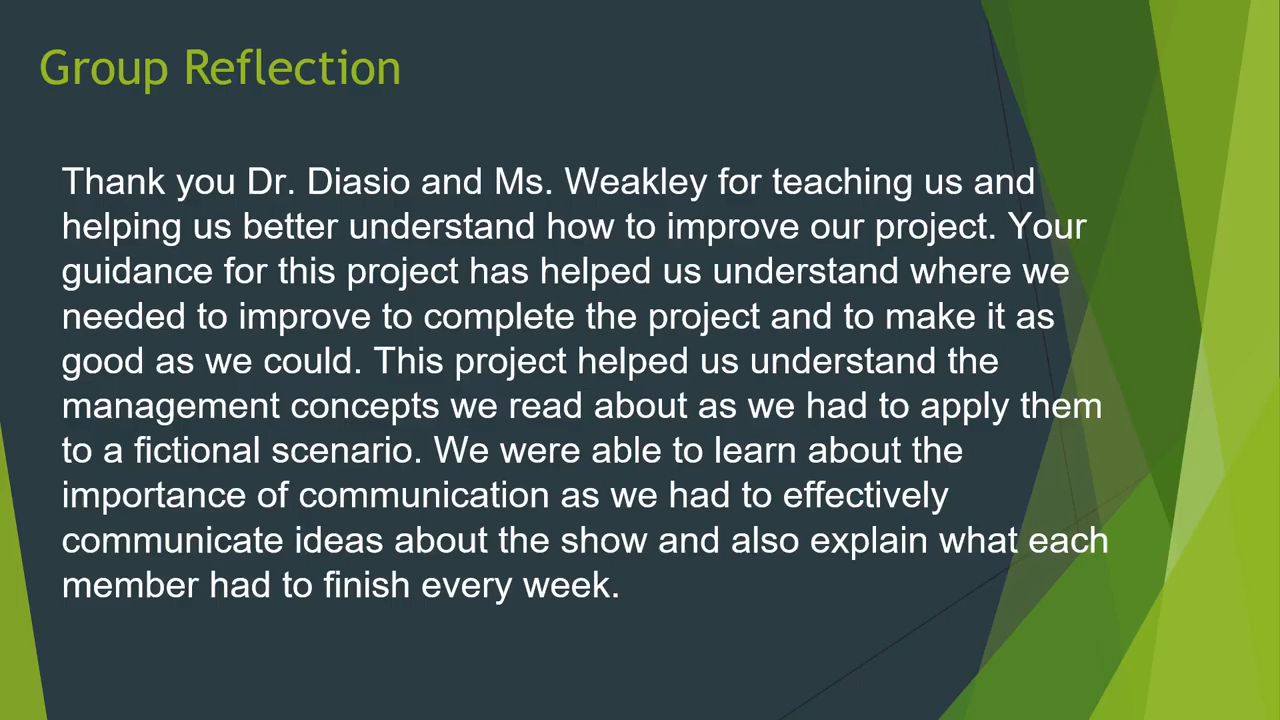 Group Reflection
Thank you Dr. Diasio and Ms. Weakley for teaching us and
helping us better understand how to improve our project. Your
guidance for this project has helped us understand where we
needed to improve to complete the project and to make it as
good as we could. This project helped us understand the
management concepts we read about as we had to apply them
to a fictional scenario. We were able to learn about the
importance of communication as we had to effectively
communicate ideas about the show and also explain what each
member had to finish every week.